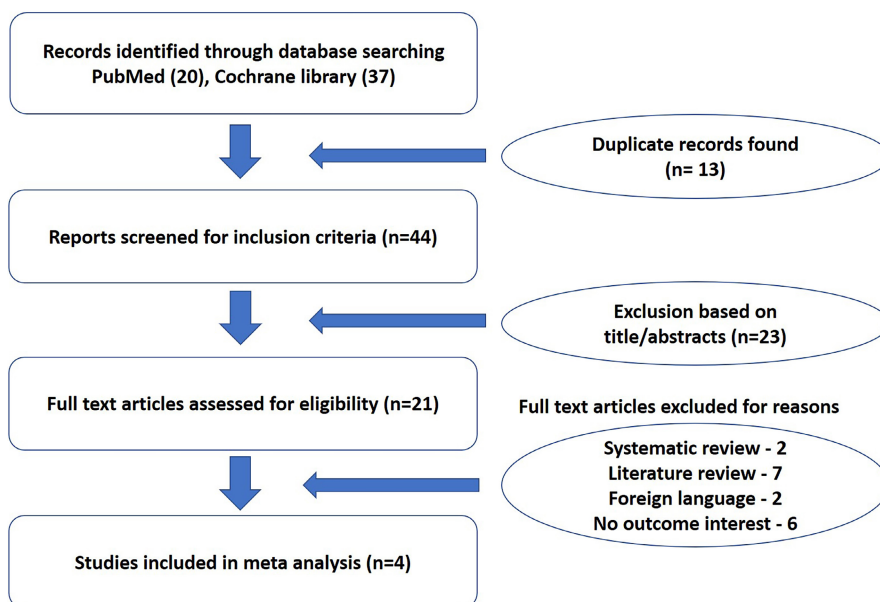 Records identified through database searching
PubMed (20), Cochrane library (37)
Duplicate records found
(n= 13)
Reports screened for inclusion criteria (n=44)
Exclusion based on
title/abstracts (n=23)
Full text articles assessed for eligibility (n=21)
Full text articles excluded for reasons
Systematic review - 2
Literature review - 7
Foreign language - 2
No outcome interest - 6
Studies included in meta analysis (n=4)